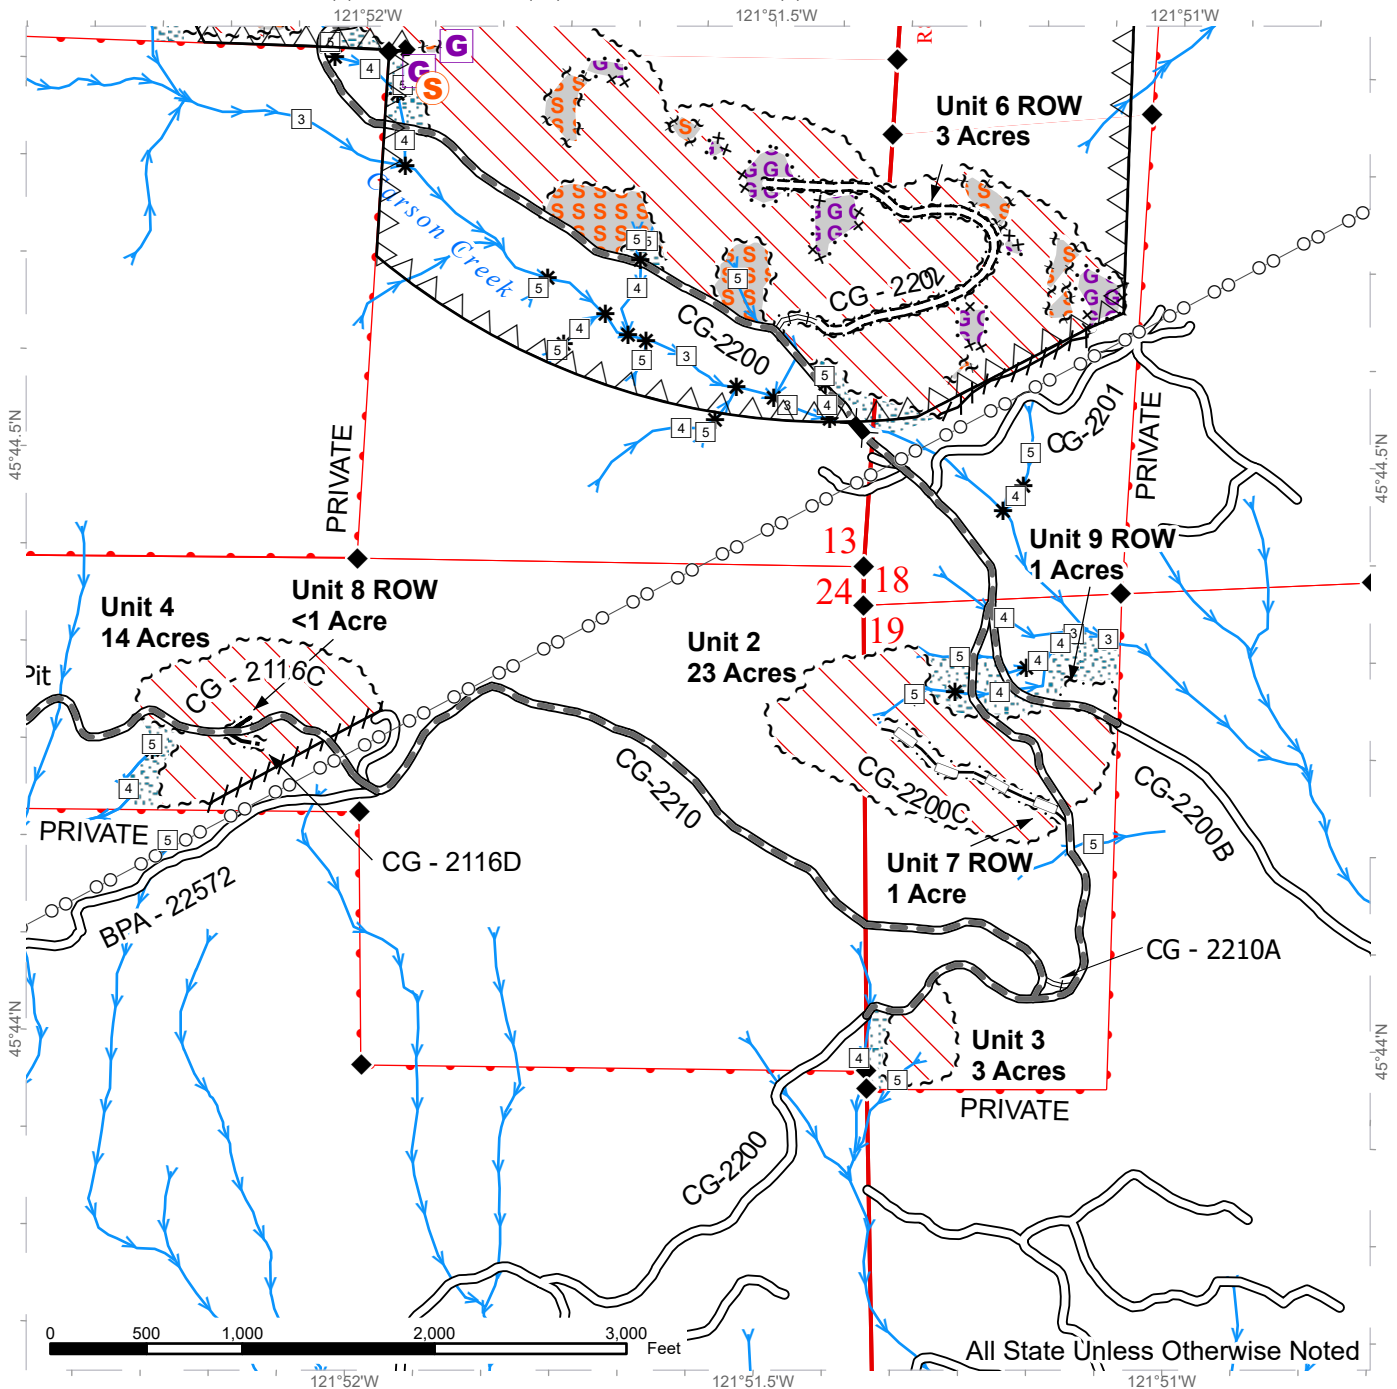 121°52'W
121°51.5'W
121°51'W
G
G
S
Unit 6 ROW
3 Acres
Carson Creek
CG - 2202
CG-2200
CG-2201
PRIVATE
PRIVATE
45°44.5'N
45°44.5'N
13
18
24
19
Unit 9 ROW
1 Acres
Unit 8 ROW
<1 Acre
Unit 4
14 Acres
Unit 2
23 Acres
Pit
CG - 2116C
CG-2210
CG-2200C
CG-2200B
PRIVATE
CG - 2116D
BPA - 22572
Unit 7 ROW
1 Acre
CG - 2210A
45°44'N
45°44'N
Unit 3
3 Acres
PRIVATE
CG-2200
0 500 1,000 2,000 3,000
Feet
All State Unless Otherwise Noted
121°52'W
121°51.5'W
121°51'W